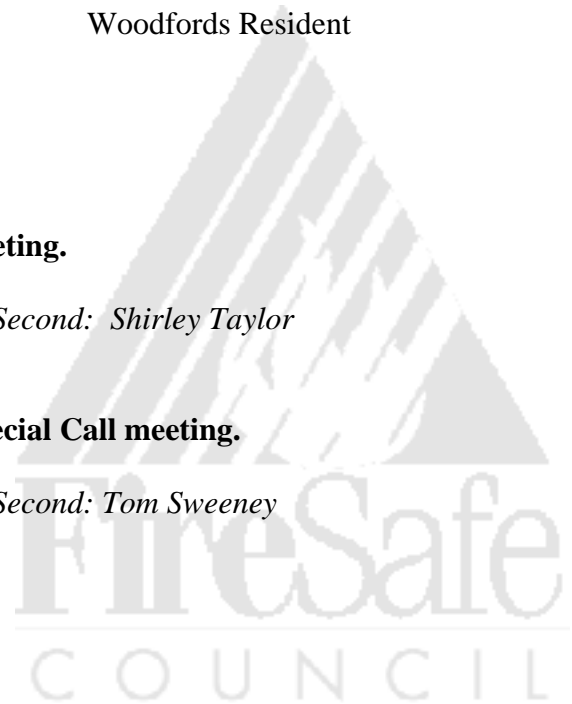 Woodfords Resident
eting.
Second: Shirley Taylor
ecial Call meeting.
Second: Tom Sweeney
FireSafe
COUNCIL